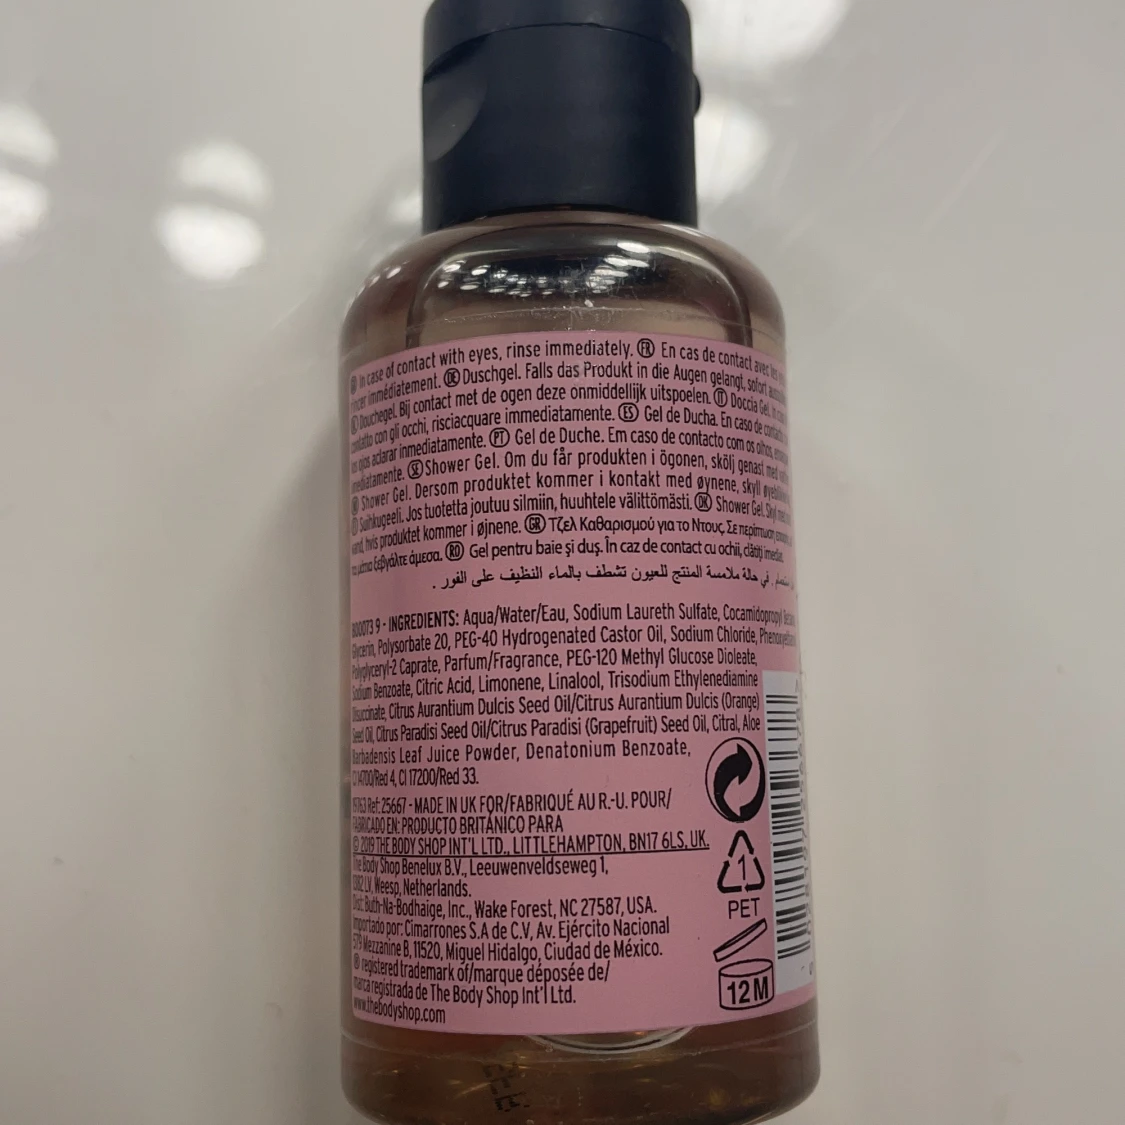 In case of contact with eyes, rinse immediately. FR En cas de contact avec les
rincer immédiatement. DE Duschgel. Falls das Produkt in die Augen gelangt, sofort
Douchegel. Bij contact met de ogen deze onmiddellijk uitspoelen. IT Doccia Gel. In
contatto con gli occhi, risciacquare immediatamente. ES Gel de Ducha. En caso de contacto
los ojos aclarar inmediatamente. PT Gel de Duche. Em caso de contacto com os olhos,
imediatamente. SE Shower Gel. Om du får produkten i ögonen, skölj genast med
Shower Gel. Dersom produktet kommer i kontakt med øynene, skyll
Suihkugeeli. Jos tuotetta joutuu silmiin, huuhtele välittömästi. DK Shower Gel. Skyl
vand, hvis produktet kommer i øjnene. GR Τζελ Καθαρισμού για το Ντους. Σε περίπτωση
τα μάτια ξεβγάλτε άμεσα. RO Gel pentru baie şi duş. În caz de contact cu ochii, clătiţi imediat.
في حالة ملامسة المنتج للعيون تشطف بالماء النظيف على الفور .
800073 9 - INGREDIENTS: Aqua/Water/Eau, Sodium Laureth Sulfate, Cocamidopropyl
Glycerin, Polysorbate 20, PEG-40 Hydrogenated Castor Oil, Sodium Chloride,
Polyglyceryl-2 Caprate, Parfum/Fragrance, PEG-120 Methyl Glucose Dioleate,
Sodium Benzoate, Citric Acid, Limonene, Linalool, Trisodium Ethylenediamine
Disuccinate, Citrus Aurantium Dulcis Seed Oil/Citrus Aurantium Dulcis (Orange)
Seed Oil, Citrus Paradisi Seed Oil/Citrus Paradisi (Grapefruit) Seed Oil, Citral, Aloe
Barbadensis Leaf Juice Powder, Denatonium Benzoate,
CI 14700/Red 4, CI 17200/Red 33.
Ref: 25667 - MADE IN UK FOR/FABRIQUÉ AU R.-U. POUR/
FABRICADO EN: PRODUCTO BRITÁNICO PARA
© 2019 THE BODY SHOP INT'L LTD., LITTLEHAMPTON, BN17 6LS, UK.
The Body Shop Benelux B.V., Leeuwenveldseweg 1,
1382 LV, Weesp, Netherlands.
Dist: Buth-Na-Bodhaige, Inc., Wake Forest, NC 27587, USA.
Importado por: Cimarrones S.A de C.V, Av. Ejército Nacional
579 Mezzanine B, 11520, Miguel Hidalgo, Ciudad de México.
® registered trademark of/marque déposée de/
marca registrada de The Body Shop Int'l Ltd.
www.thebodyshop.com
1
PET
12M